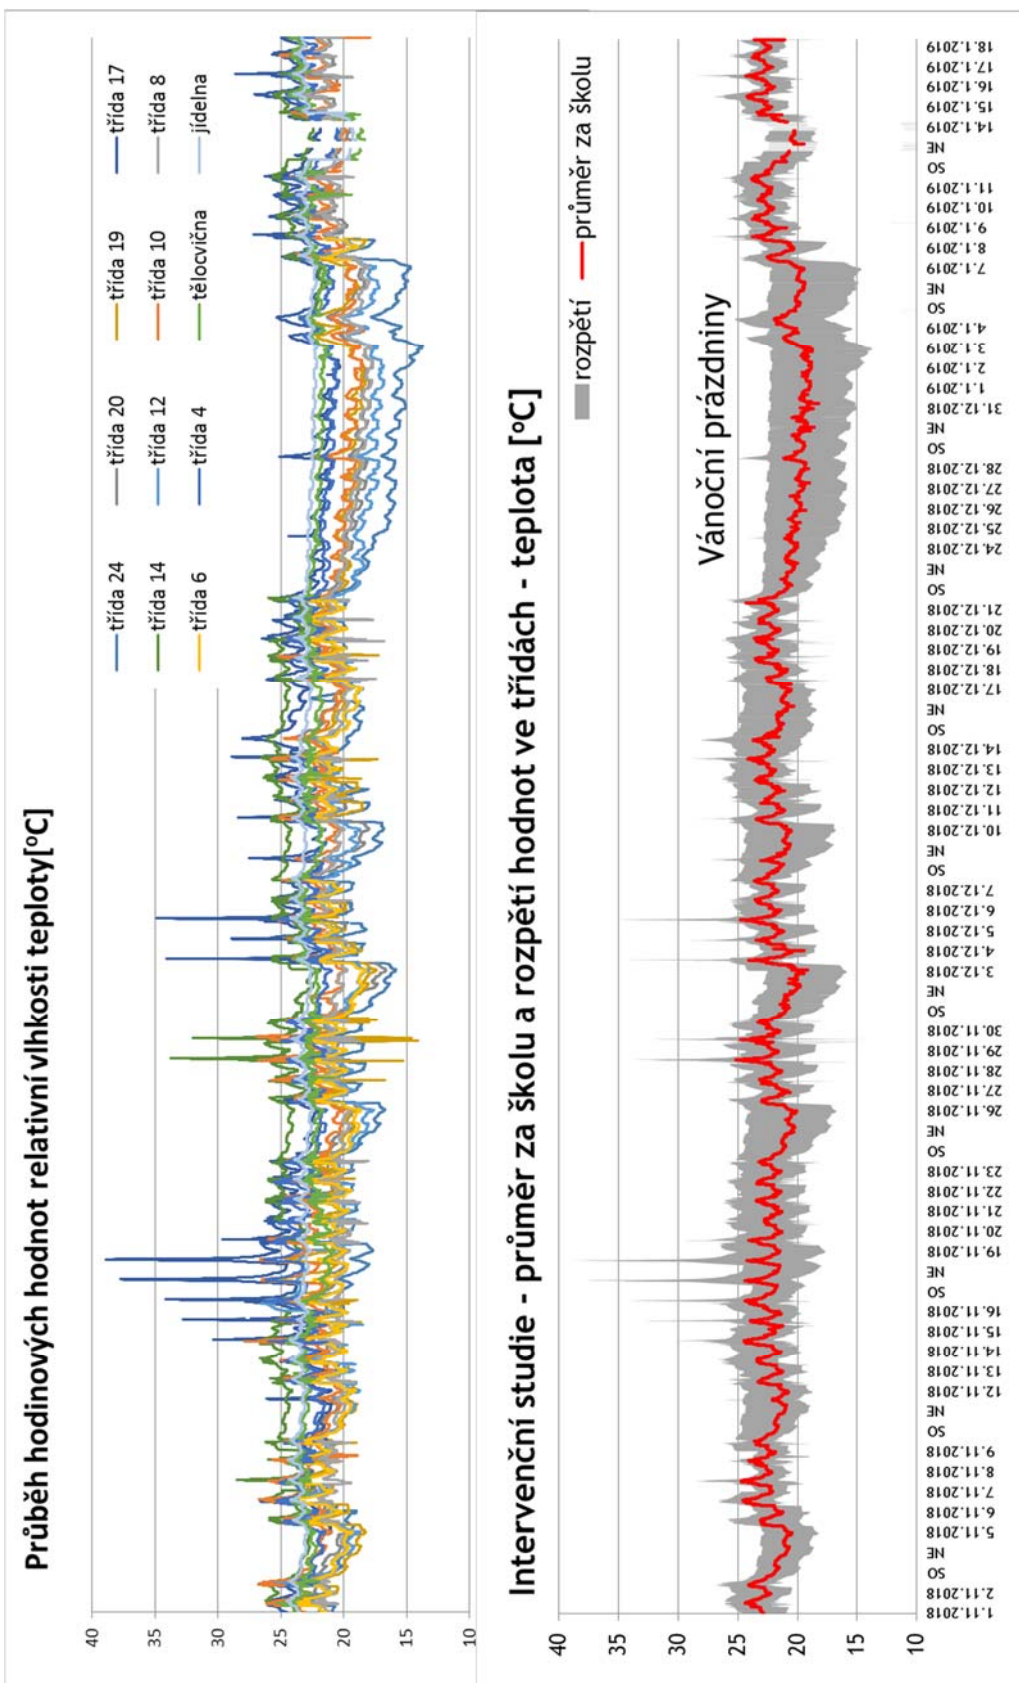 Průběh hodinových hodnot relativní vlhkosti teploty[°C]
třída 24
třída 20
třída 19
třída 17
třída 14
třída 12
třída 10
třída 8
třída 6
třída 4
tělocvična
jídelna
40
35
30
25
20
15
10
Intervenční studie - průměr za školu a rozpětí hodnot ve třídách - teplota [°C]
rozpětí
průměr za školu
Vánoční prázdniny
40
35
30
25
20
15
10
1.11.2018
2.11.2018
SO
NE
5.11.2018
6.11.2018
7.11.2018
8.11.2018
9.11.2018
SO
NE
12.11.2018
13.11.2018
14.11.2018
15.11.2018
16.11.2018
SO
NE
19.11.2018
20.11.2018
21.11.2018
22.11.2018
23.11.2018
SO
NE
26.11.2018
27.11.2018
28.11.2018
29.11.2018
30.11.2018
SO
NE
3.12.2018
4.12.2018
5.12.2018
6.12.2018
7.12.2018
SO
NE
10.12.2018
11.12.2018
12.12.2018
13.12.2018
14.12.2018
SO
NE
17.12.2018
18.12.2018
19.12.2018
20.12.2018
21.12.2018
SO
NE
24.12.2018
25.12.2018
26.12.2018
27.12.2018
28.12.2018
SO
NE
31.12.2018
1.1.2019
2.1.2019
3.1.2019
4.1.2019
SO
NE
7.1.2019
8.1.2019
9.1.2019
10.1.2019
11.1.2019
SO
NE
14.1.2019
15.1.2019
16.1.2019
17.1.2019
18.1.2019